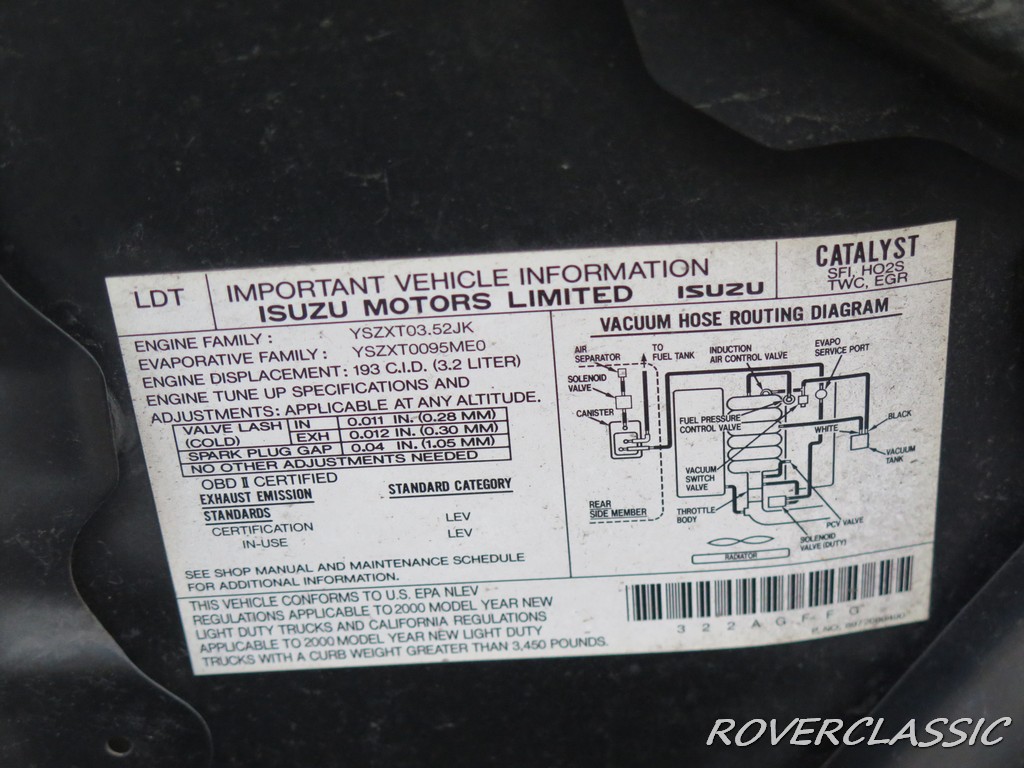 LDT
IMPORTANT VEHICLE INFORMATION
ISUZU MOTORS LIMITED ISUZU
CATALYST
SFI, HO2S
TWC, EGR
ENGINE FAMILY : YSZXT03.52JK
EVAPORATIVE FAMILY : YSZXT0095ME0
ENGINE DISPLACEMENT: 193 C.I.D. (3.2 LITER)
ENGINE TUNE UP SPECIFICATIONS AND
ADJUSTMENTS: APPLICABLE AT ANY ALTITUDE.
VALVE LASH IN 0.011 IN. (0.28 MM)
(COLD) EXH 0.012 IN. (0.30 MM)
SPARK PLUG GAP 0.04 IN. (1.05 MM)
NO OTHER ADJUSTMENTS NEEDED
OBD II CERTIFIED
EXHAUST EMISSION STANDARD CATEGORY
STANDARDS
CERTIFICATION LEV
IN-USE LEV
SEE SHOP MANUAL AND MAINTENANCE SCHEDULE
FOR ADDITIONAL INFORMATION.
VACUUM HOSE ROUTING DIAGRAM
AIR
SEPARATOR
TO
FUEL TANK
INDUCTION
AIR CONTROL VALVE
EVAPO
SERVICE PORT
SOLENOID
VALVE
CANISTER
FUEL PRESSURE
CONTROL VALVE
WHITE
BLACK
VACUUM
TANK
VACUUM
SWITCH
VALVE
REAR
SIDE MEMBER
THROTTLE
BODY
PCV VALVE
SOLENOID
VALVE (DUTY)
RADIATOR
THIS VEHICLE CONFORMS TO U.S. EPA NLEV
REGULATIONS APPLICABLE TO 2000 MODEL YEAR NEW
LIGHT DUTY TRUCKS AND CALIFORNIA REGULATIONS
APPLICABLE TO 2000 MODEL YEAR NEW LIGHT DUTY
TRUCKS WITH A CURB WEIGHT GREATER THAN 3,450 POUNDS.
322AGFFG
P. NO.
ROVERCLASSIC